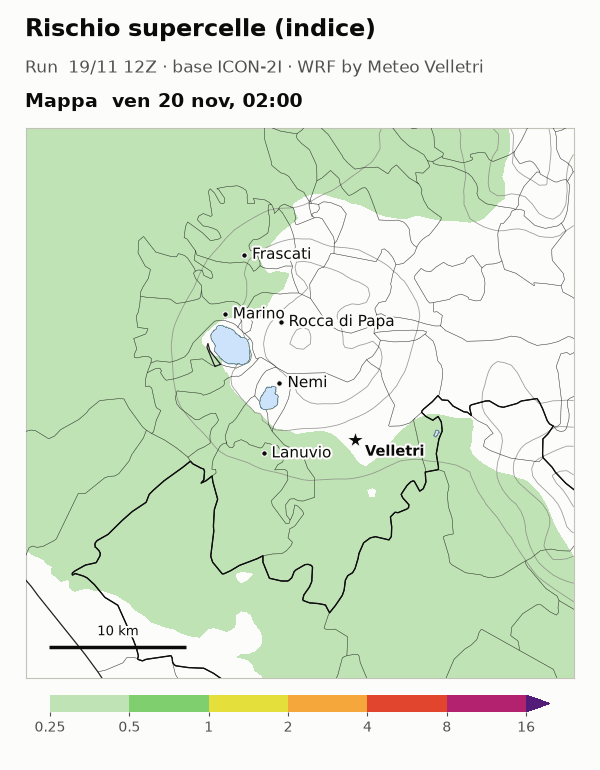 Rischio supercelle (indice)
Run  19/11 12Z · base ICON-2I · WRF by Meteo Velletri
Mappa  ven 20 nov, 02:00
Frascati
Marino
Rocca di Papa
Nemi
Velletri
Lanuvio
10 km
0.25 0.5 1 2 4 8 16